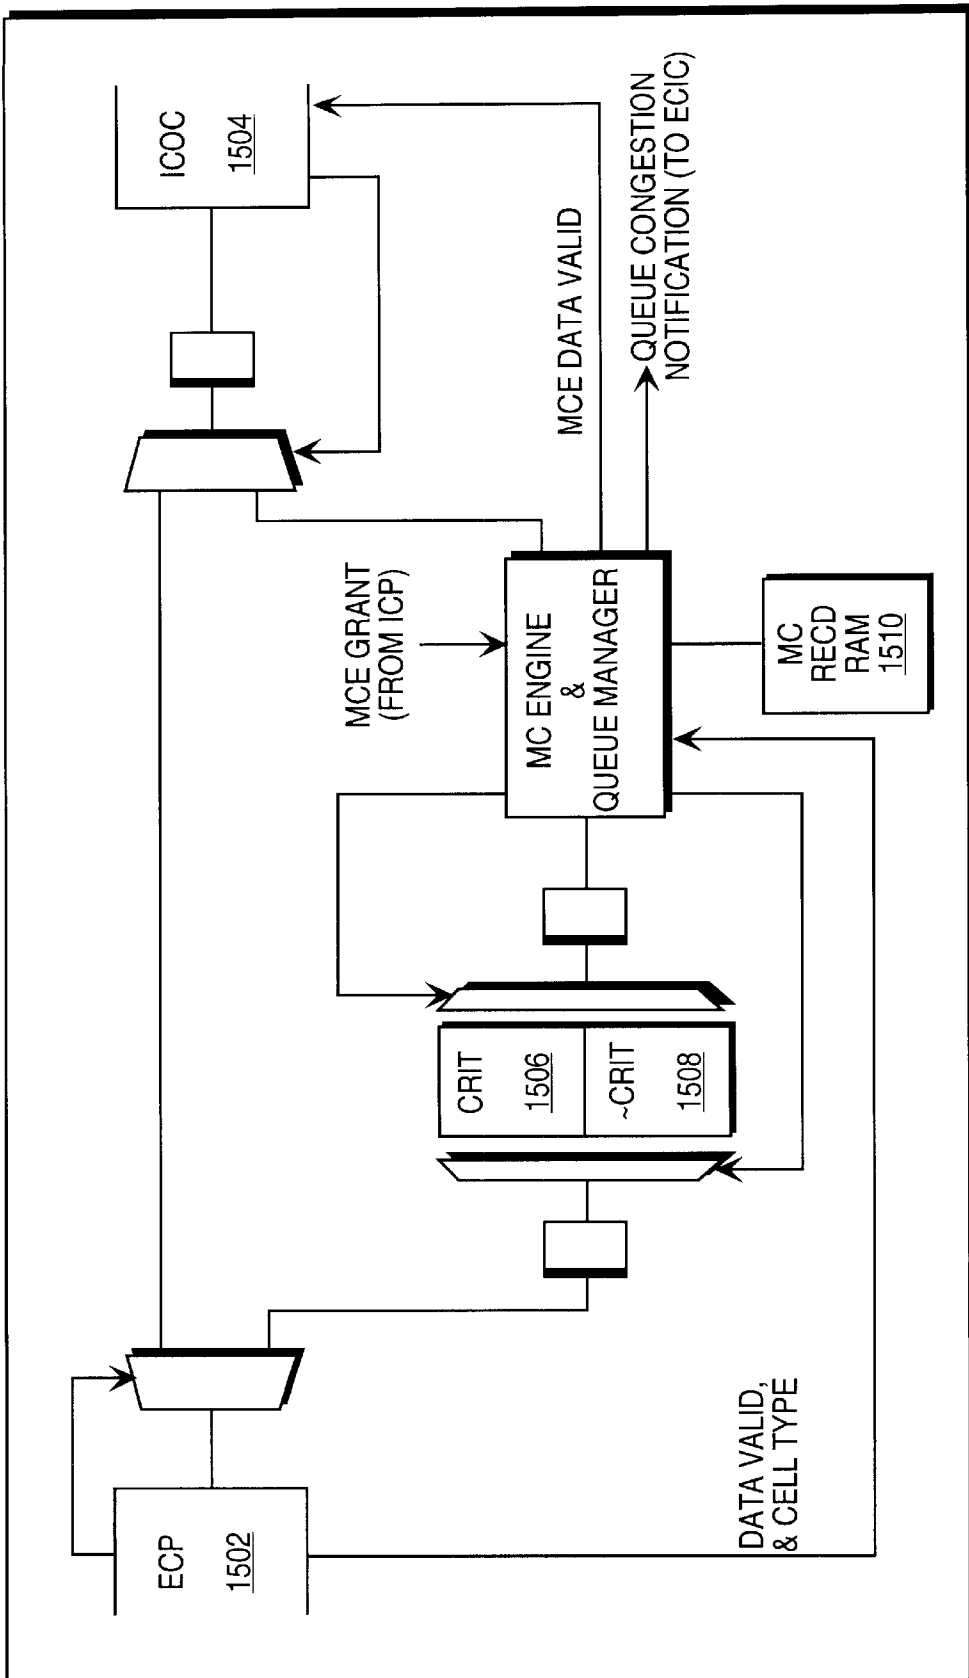 ECP
1502
DATA VALID,
& CELL TYPE
CRIT
1506
~CRIT
1508
MCE GRANT
(FROM ICP)
MC ENGINE
&
QUEUE MANAGER
MC
RECD
RAM
1510
MCE DATA VALID
QUEUE CONGESTION
NOTIFICATION (TO ECIC)
ICOC
1504